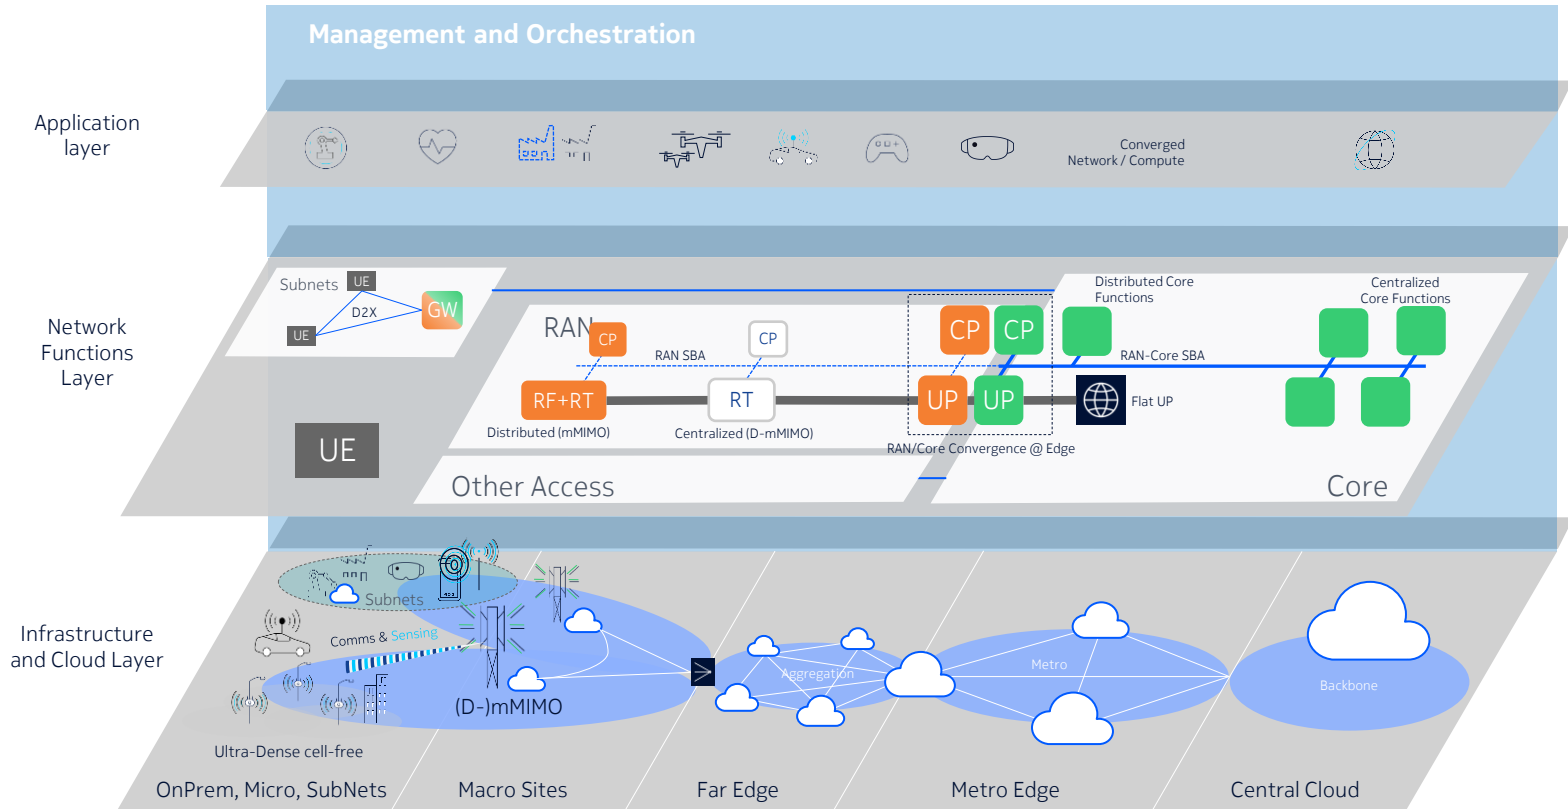 Management and Orchestration
Application
layer
Converged
Network / Compute
Network
Functions
Layer
Subnets
UE
D2X
UE
GW
UE
RAN
CP
RAN SBA
CP
RF+RT
RT
Distributed (mMIMO)
Centralized (D-mMIMO)
CP
CP
UP
UP
RAN/Core Convergence @ Edge
Distributed Core
Functions
Centralized
Core Functions
RAN-Core SBA
Flat UP
Other Access
Core
Infrastructure
and Cloud Layer
Subnets
Comms & Sensing
(D-)mMIMO
Ultra-Dense cell-free
Aggregation
Metro
Backbone
OnPrem, Micro, SubNets
Macro Sites
Far Edge
Metro Edge
Central Cloud